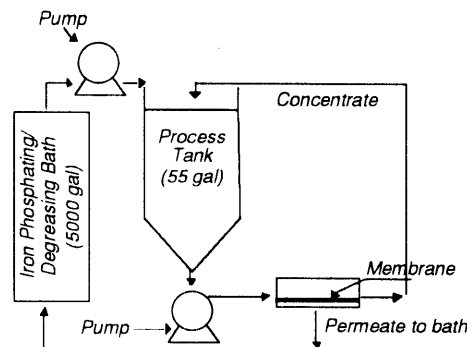 Pump
Concentrate
Process
Tank
(55 gal)
Iron Phosphating/
Degreasing Bath
(5000 gal)
Membrane
Pump
Permeate to bath